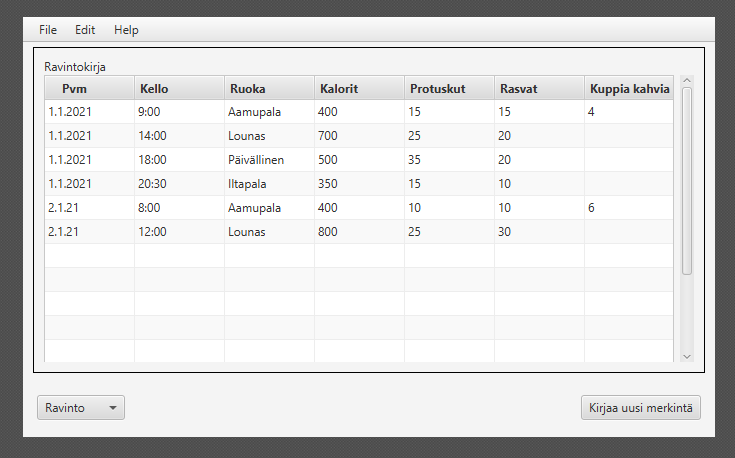 File Edit Help
Ravintokirja
Pvm Kello Ruoka Kalorit Protuskut Rasvat Kuppia kahvia
1.1.2021 9:00 Aamupala 400 15 15 4
1.1.2021 14:00 Lounas 700 25 20
1.1.2021 18:00 Päivällinen 500 35 20
1.1.2021 20:30 Iltapala 350 15 10
2.1.21 8:00 Aamupala 400 10 10 6
2.1.21 12:00 Lounas 800 25 30
Ravinto Kirjaa uusi merkintä